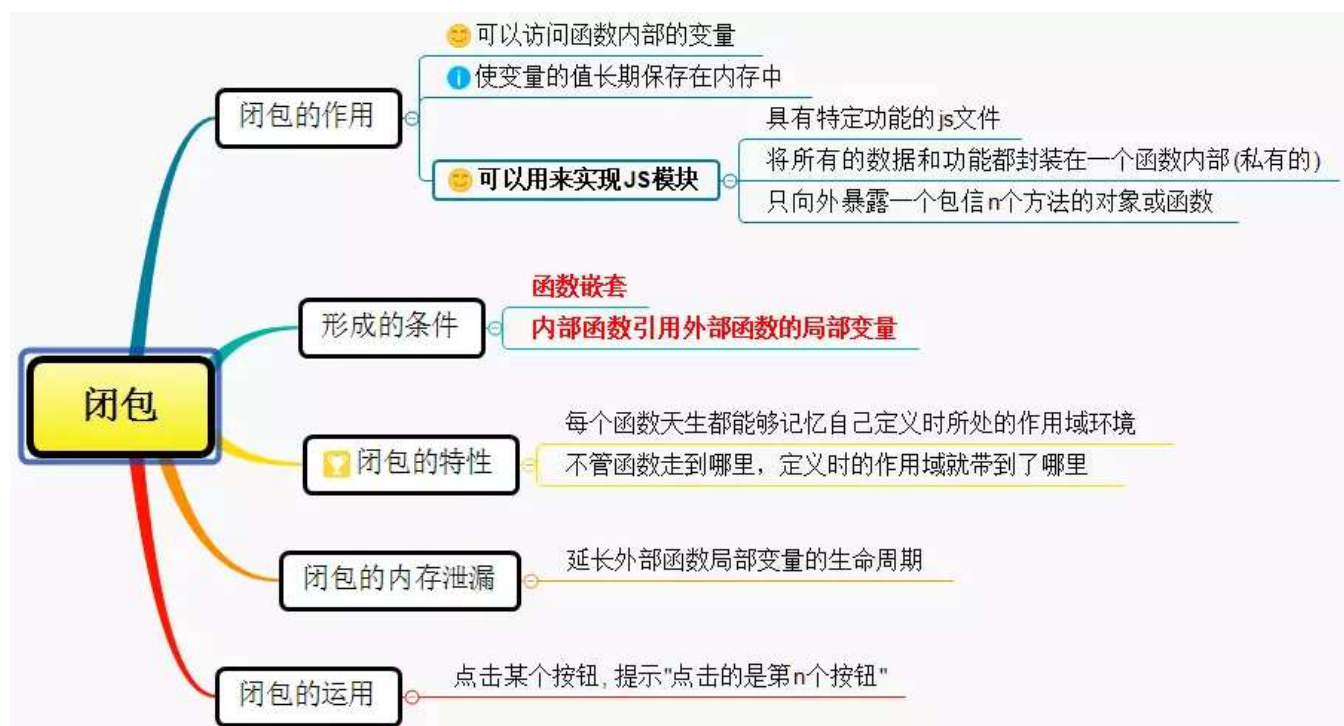 闭包
闭包的作用
可以访问函数内部的变量
使变量的值长期保存在内存中
可以用来实现JS模块
具有特定功能的js文件
将所有的数据和功能都封装在一个函数内部(私有的)
只向外暴露一个包信n个方法的对象或函数
形成的条件
函数嵌套
内部函数引用外部函数的局部变量
闭包的特性
每个函数天生都能够记忆自己定义时所处的作用域环境
不管函数走到哪里，定义时的作用域就带到了哪里
闭包的内存泄漏
延长外部函数局部变量的生命周期
闭包的运用
点击某个按钮, 提示"点击的是第n个按钮"